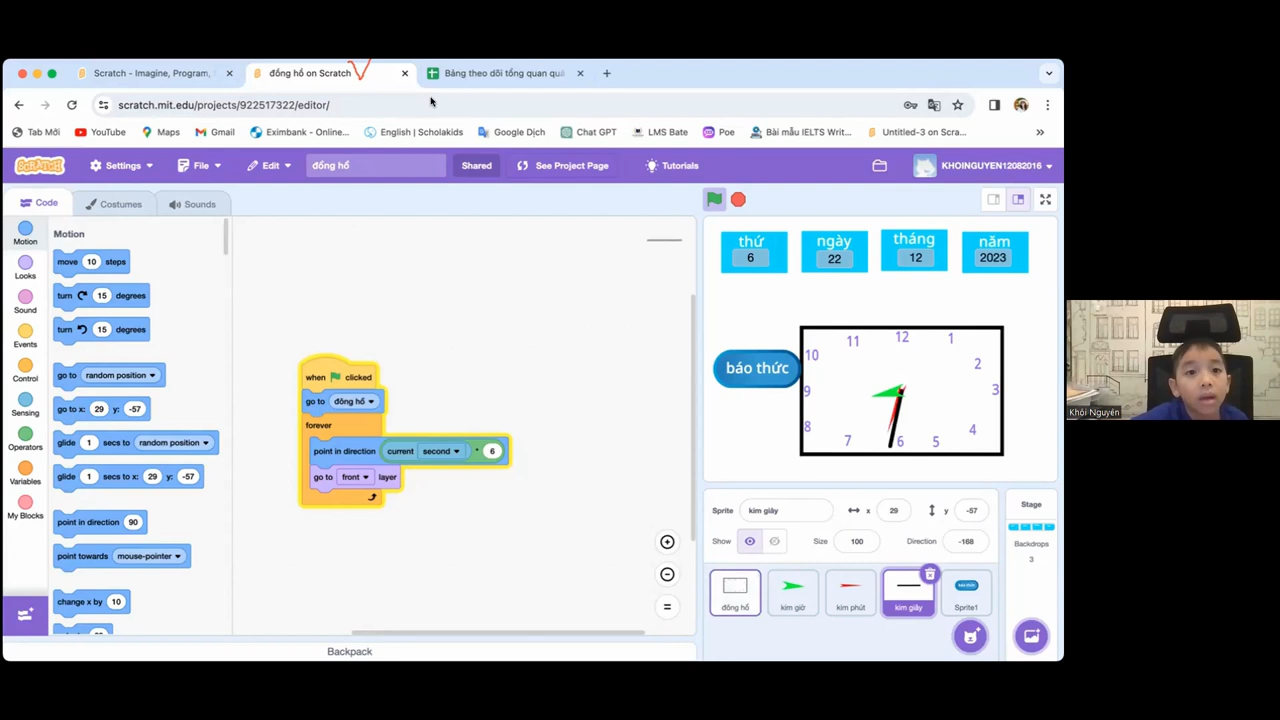 Scratch - Imagine, Program,
đồng hồ on Scratch
Bảng theo dõi tổng quan quá
scratch.mit.edu/projects/922517322/editor/
Tab Mới
YouTube
Maps
Gmail
Eximbank - Online...
English | Scholakids
Google Dịch
Chat GPT
LMS Bate
Poe
Bài mẫu IELTS Wri...
Untitled-3 on Scra...
SCRATCH
Settings
File
Edit
đồng hồ
Shared
See Project Page
Tutorials
KHOINGUYEN12082016
Code
Costumes
Sounds
Motion
Looks
Sound
Events
Control
Sensing
Operators
Variables
My Blocks
Motion
move 10 steps
turn 15 degrees
turn 15 degrees
go to random position
go to x: 29 y: -57
glide 1 secs to random position
glide 1 secs to x: 29 y: -57
point in direction 90
point towards mouse-pointer
change x by 10
when clicked
go to đông hồ
forever
point in direction current second * 6
go to front layer
Backpack
thứ
6
ngày
22
tháng
12
năm
2023
báo thức
12
1
2
3
4
5
6
7
8
9
10
11
Sprite kim giây x 29 y -57
Show Size 100 Direction -168
đông hồ
kim giờ
kim phút
kim giây
báo thức
Sprite1
Stage
Backdrops
3
Khôi Nguyên